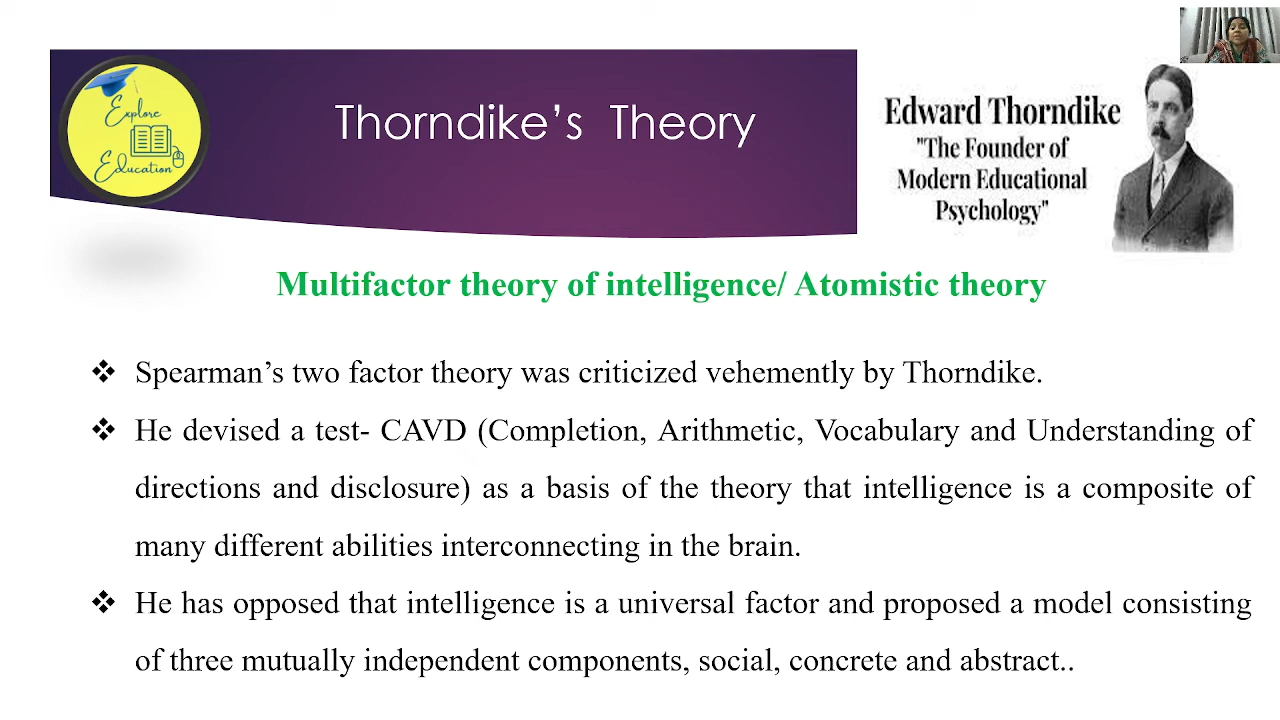 Explore
Education
Thorndike’s Theory
Edward Thorndike
"The Founder of
Modern Educational
Psychology"
Multifactor theory of intelligence/ Atomistic theory
❖ Spearman’s two factor theory was criticized vehemently by Thorndike.
❖ He devised a test- CAVD (Completion, Arithmetic, Vocabulary and Understanding of
directions and disclosure) as a basis of the theory that intelligence is a composite of
many different abilities interconnecting in the brain.
❖ He has opposed that intelligence is a universal factor and proposed a model consisting
of three mutually independent components, social, concrete and abstract..